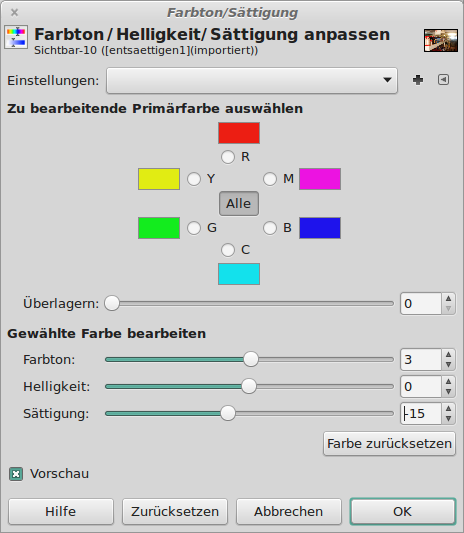 Farbton/Sättigung
Farbton/Helligkeit/Sättigung anpassen
Sichtbar-10 ([entsaettigen1](importiert))
Einstellungen:
Zu bearbeitende Primärfarbe auswählen
R
Y M
Alle
G B
C
Überlagern: 0
Gewählte Farbe bearbeiten
Farbton: 3
Helligkeit: 0
Sättigung: -15
Farbe zurücksetzen
Vorschau
Hilfe Zurücksetzen Abbrechen OK